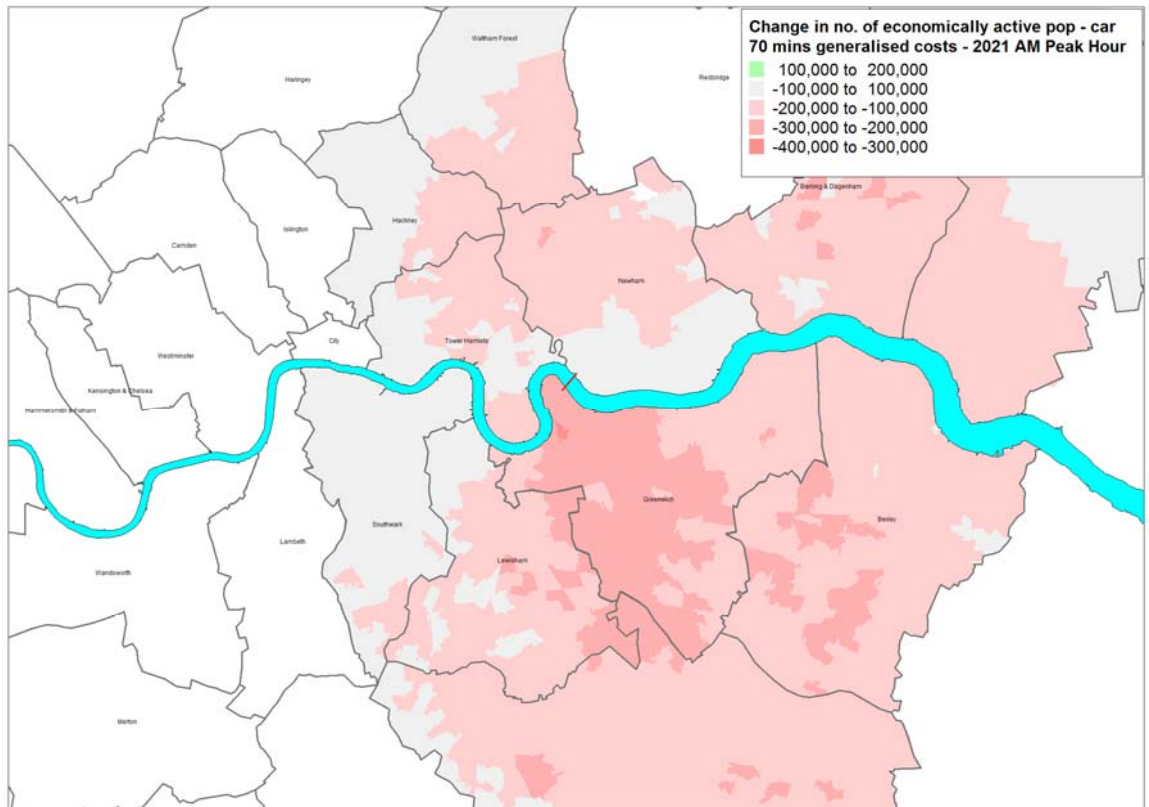 Change in no. of economically active pop - car
70 mins generalised costs - 2021 AM Peak Hour
100,000 to 200,000
-100,000 to 100,000
-200,000 to -100,000
-300,000 to -200,000
-400,000 to -300,000
Waltham Forest
Haringey
Redbridge
Barking & Dagenham
Hackney
Islington
Camden
Newham
City
Tower Hamlets
Westminster
Kensington & Chelsea
Hammersmith & Fulham
Greenwich
Southwark
Bexley
Lambeth
Lewisham
Wandsworth
Merton